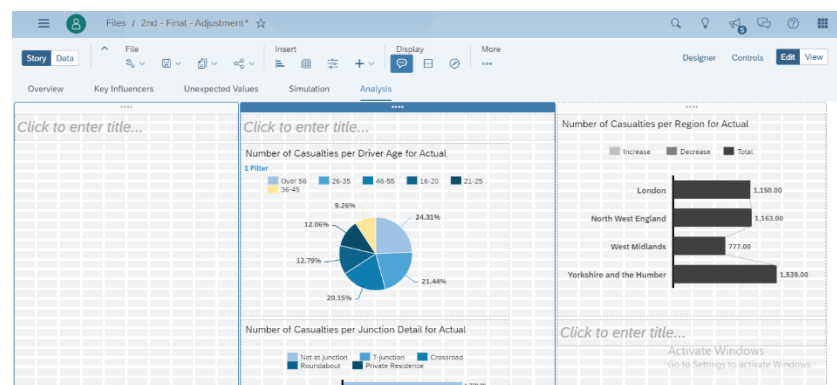 Files / 2nd - Final - Adjustment*
Story Data
File
Insert
Display
More
Designer Controls Edit View
Overview Key Influencers Unexpected Values Simulation Analysis
Click to enter title...
Click to enter title...
Number of Casualties per Driver Age for Actual
1 Filter
Over 56 26-35 46-55 16-20 21-25
36-45
9.26%
24.31%
12.06%
12.79%
21.44%
20.15%
Number of Casualties per Junction Detail for Actual
Not at junction T-junction Crossroad
Roundabout Private Residence
Number of Casualties per Region for Actual
Increase Decrease Total
London 1,150.00
North West England 1,163.00
West Midlands 777.00
Yorkshire and the Humber 1,539.00
Click to enter title...
Activate Windows
Go to Settings to activate Windows.